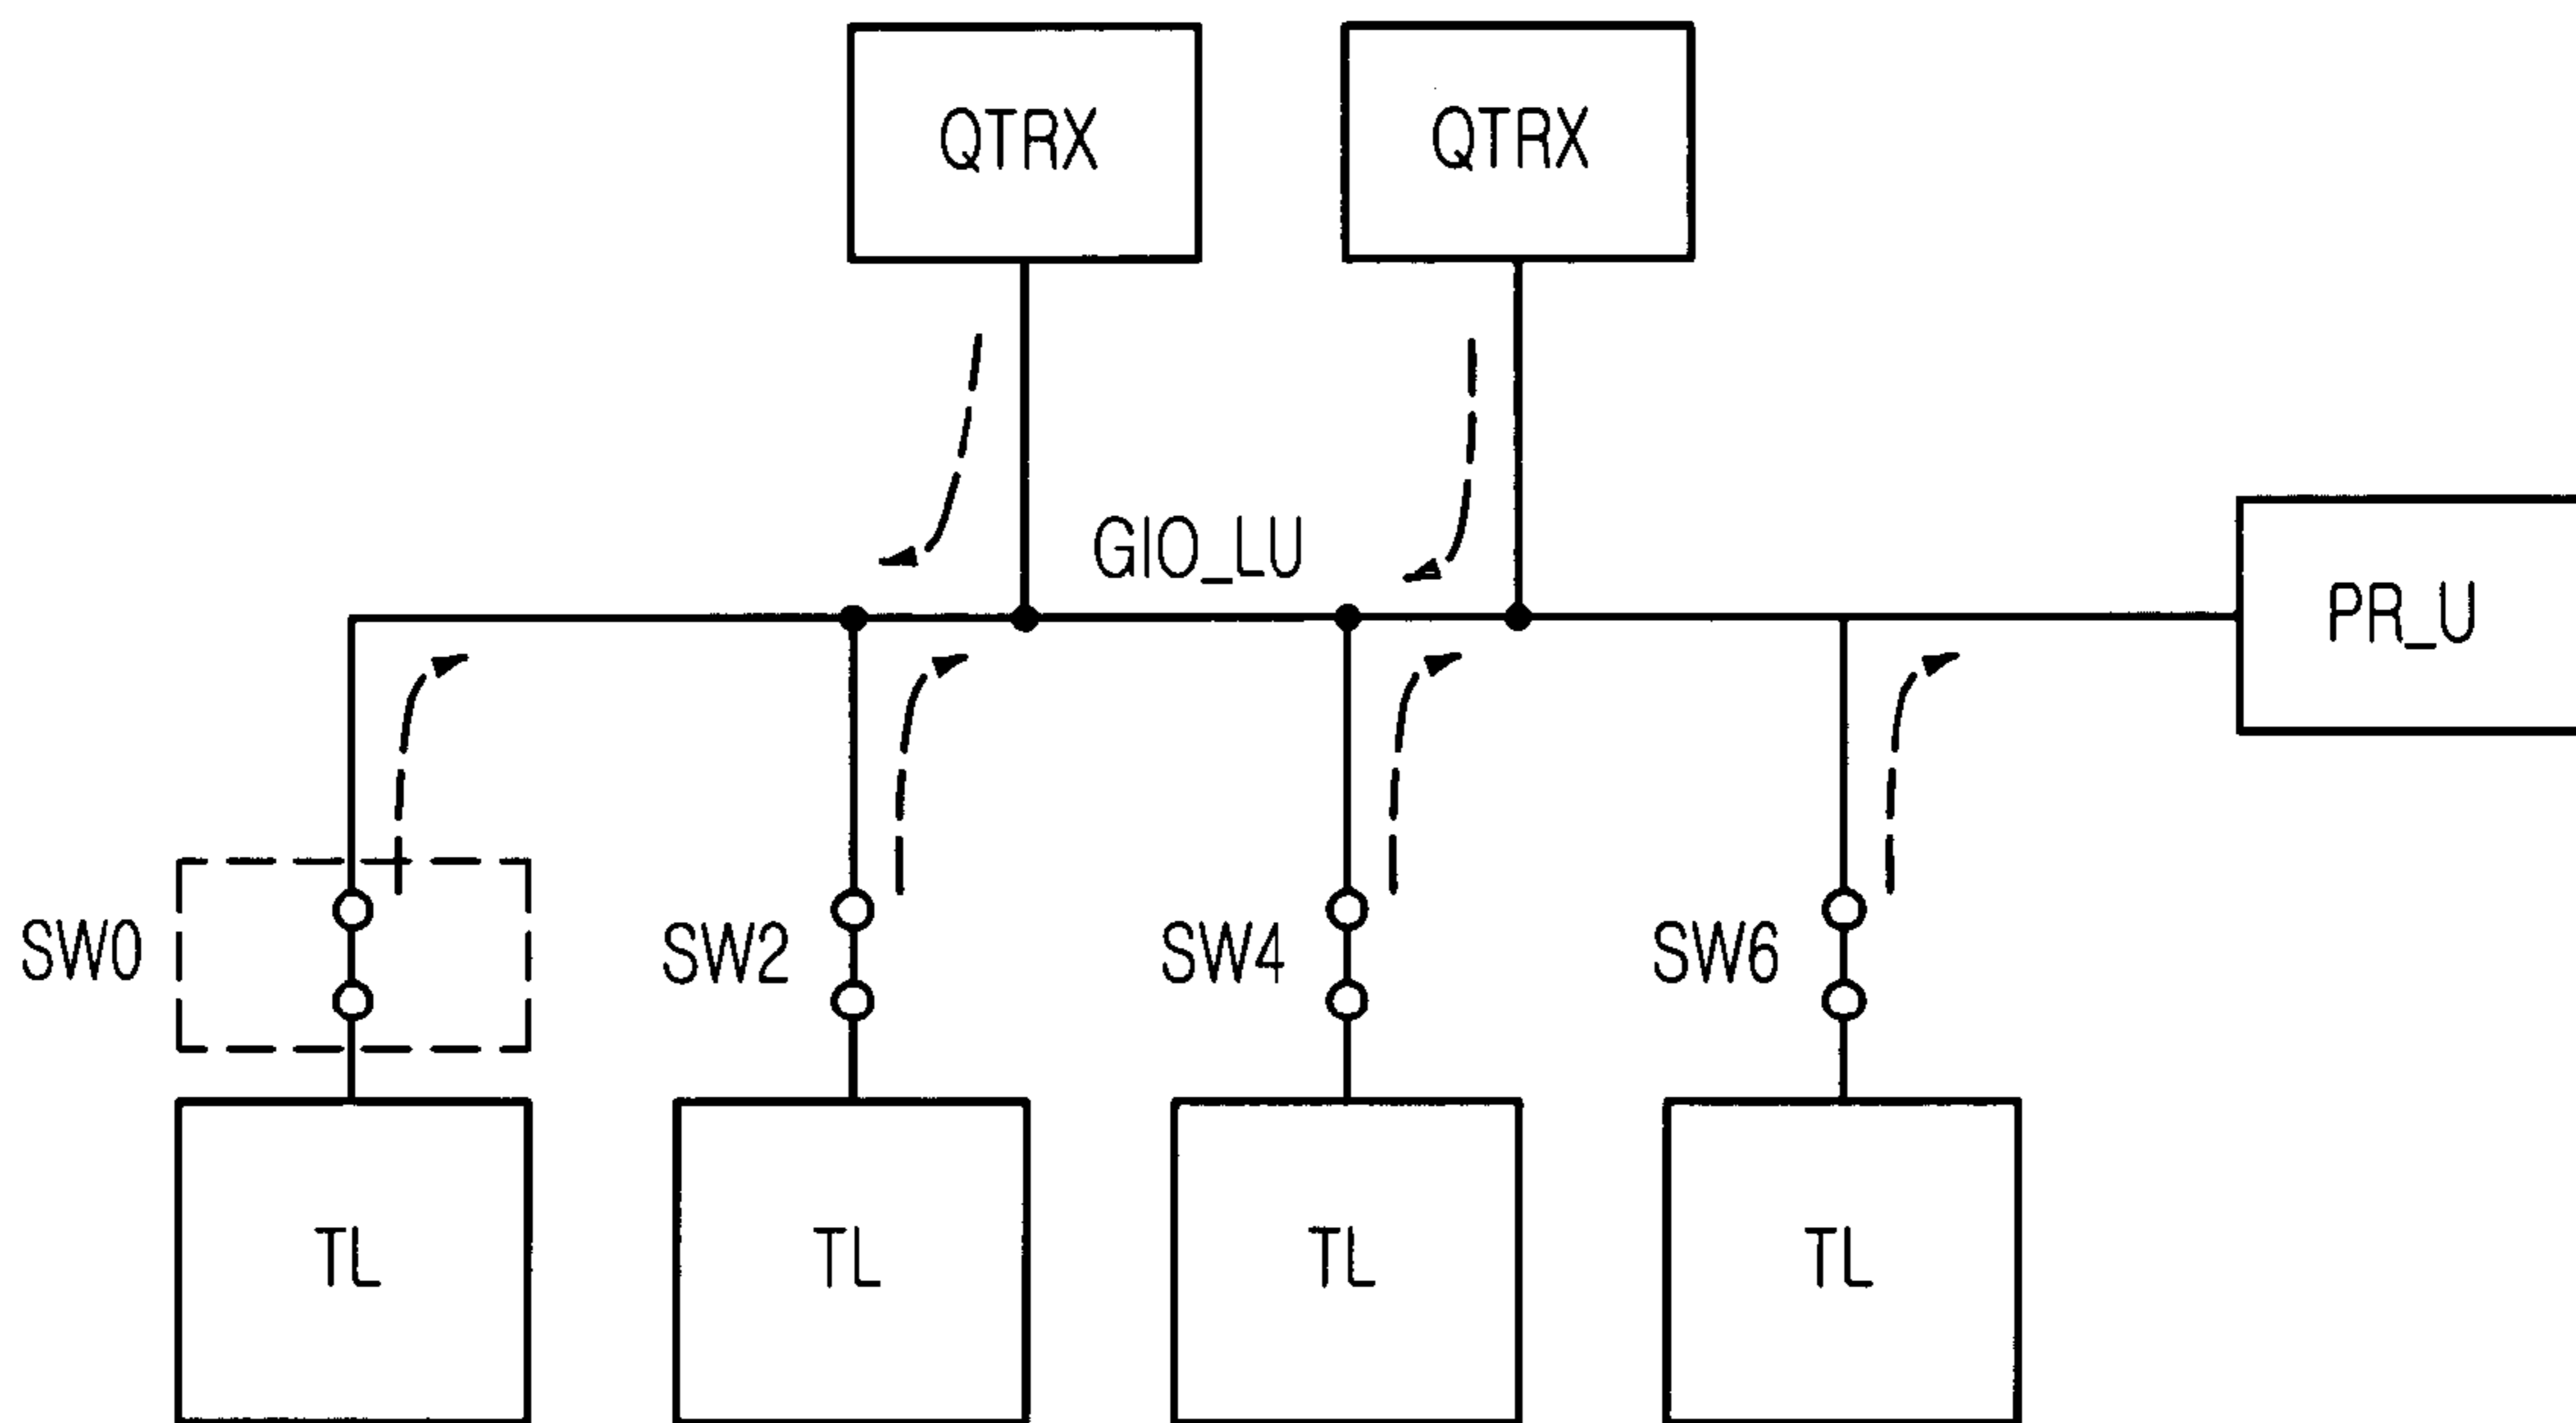 QTRX QTRX
GIO_LU
PR_U
SW0 SW2 SW4 SW6
TL TL TL TL